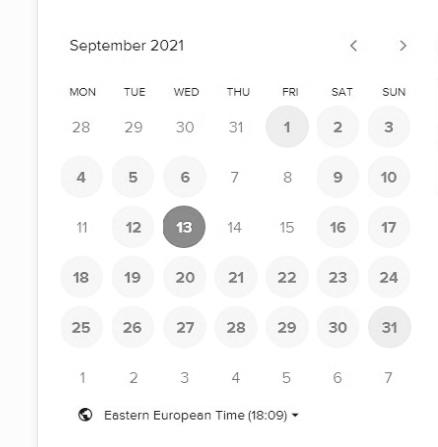 September 2021
MON TUE WED THU FRI SAT SUN
28 29 30 31 1 2 3
4 5 6 7 8 9 10
11 12 13 14 15 16 17
18 19 20 21 22 23 24
25 26 27 28 29 30 31
1 2 3 4 5 6 7
Eastern European Time (18:09)